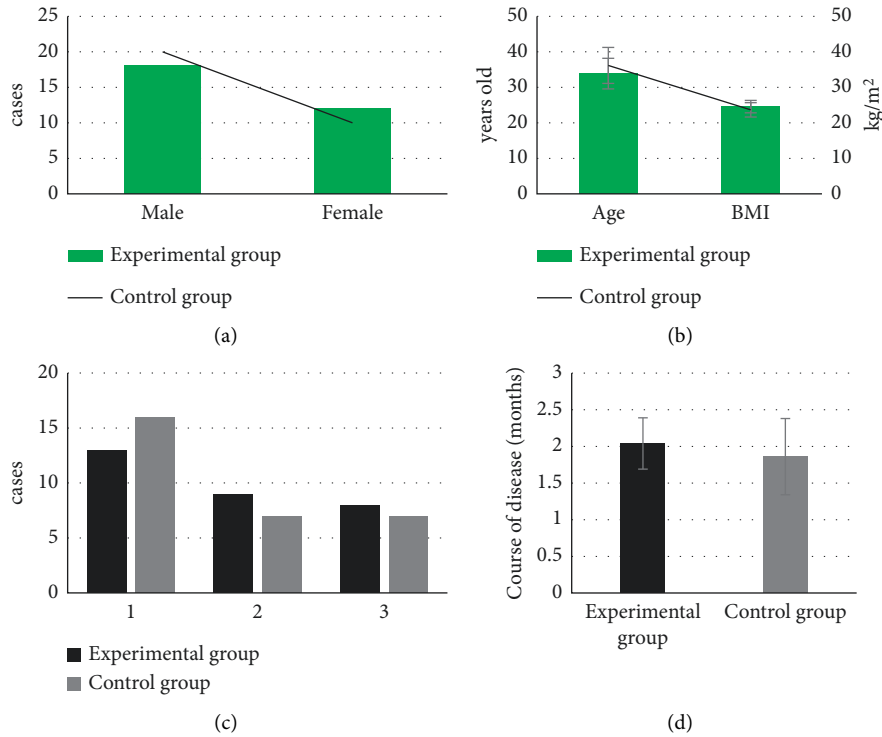 25
20
15
10
5
0
cases
Male
Female
Experimental group
Control group
(a)
50
40
30
20
10
0
years old
50
40
30
20
10
0
kg/m²
Age
BMI
Experimental group
Control group
(b)
20
15
10
5
0
cases
1
2
3
Experimental group
Control group
(c)
3
2.5
2
1.5
1
0.5
0
Course of disease (months)
Experimental
group
Control group
(d)